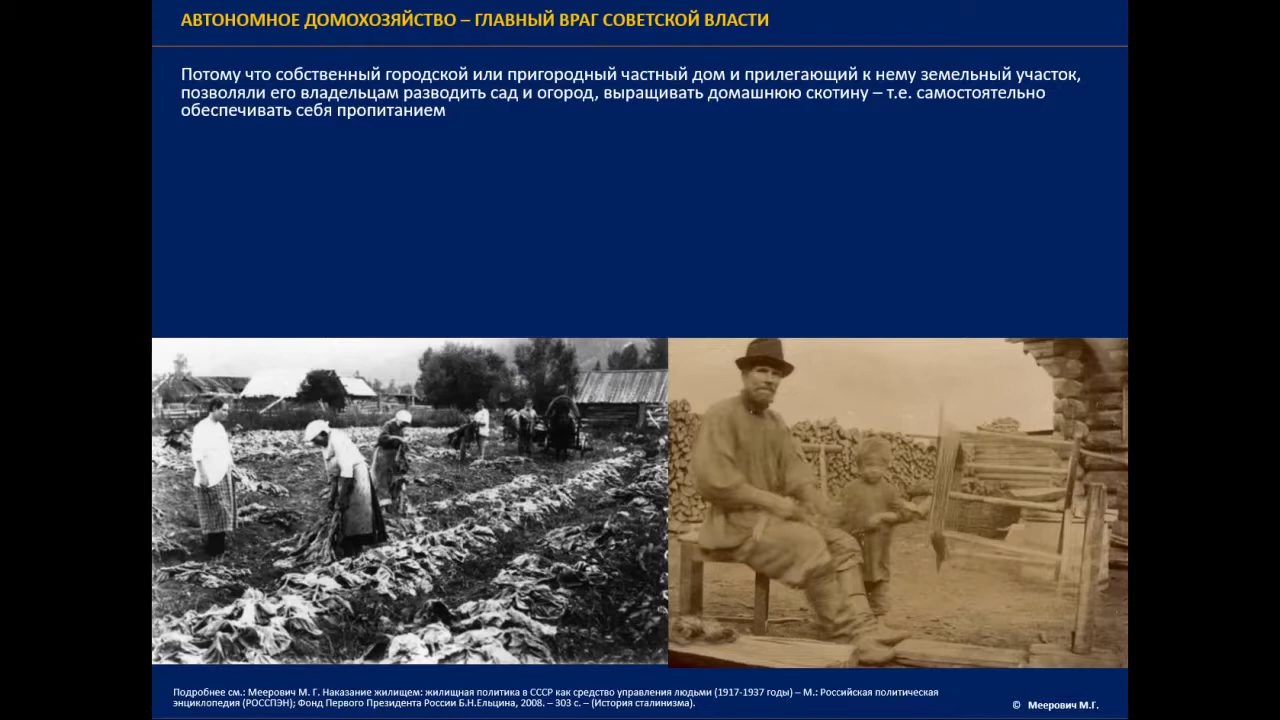 АВТОНОМНОЕ ДОМОХОЗЯЙСТВО – ГЛАВНЫЙ ВРАГ СОВЕТСКОЙ ВЛАСТИ
Потому что собственный городской или пригородный частный дом и прилегающий к нему земельный участок,
позволяли его владельцам разводить сад и огород, выращивать домашнюю скотину – т.е. самостоятельно
обеспечивать себя пропитанием
Подробнее см.: Меерович М. Г. Наказание жилищем: жилищная политика в СССР как средство управления людьми (1917-1937 годы) – М.: Российская политическая
энциклопедия (РОССПЭН); Фонд Первого Президента России Б.Н.Ельцина, 2008. – 303 с. – (История сталинизма).
© Меерович М.Г.